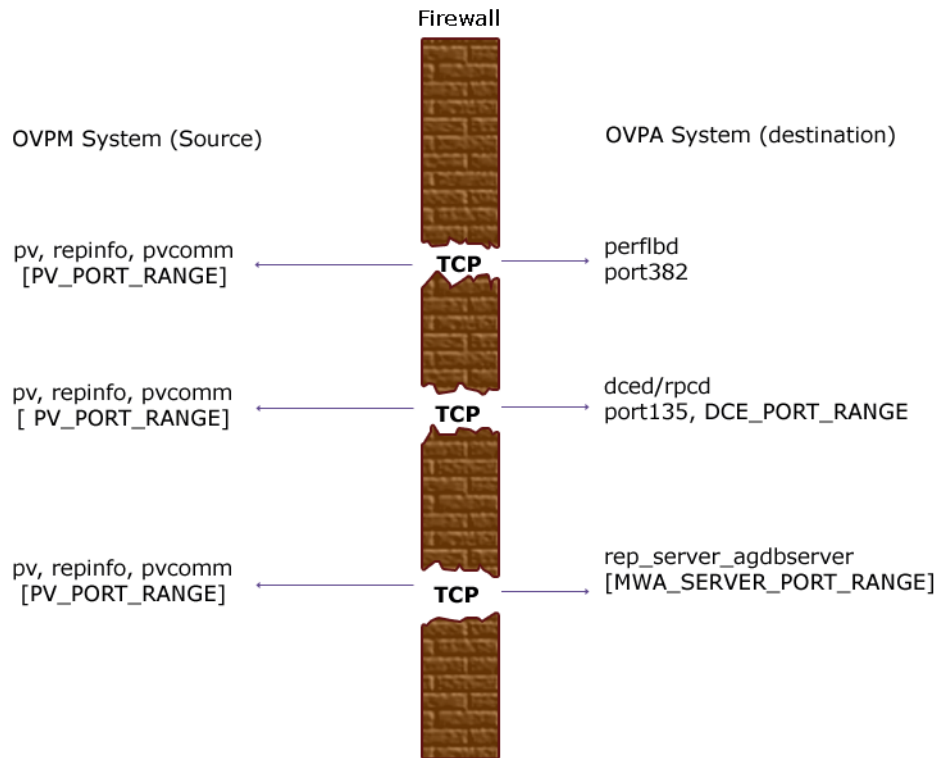 Firewall
OVPM System (Source)
OVPA System (destination)
pv, repinfo, pvcomm
[PV_PORT_RANGE]
TCP
perflbd
port382
pv, repinfo, pvcomm
[ PV_PORT_RANGE]
TCP
dced/rpcd
port135, DCE_PORT_RANGE
pv, repinfo, pvcomm
[PV_PORT_RANGE]
TCP
rep_server_agdbserver
[MWA_SERVER_PORT_RANGE]